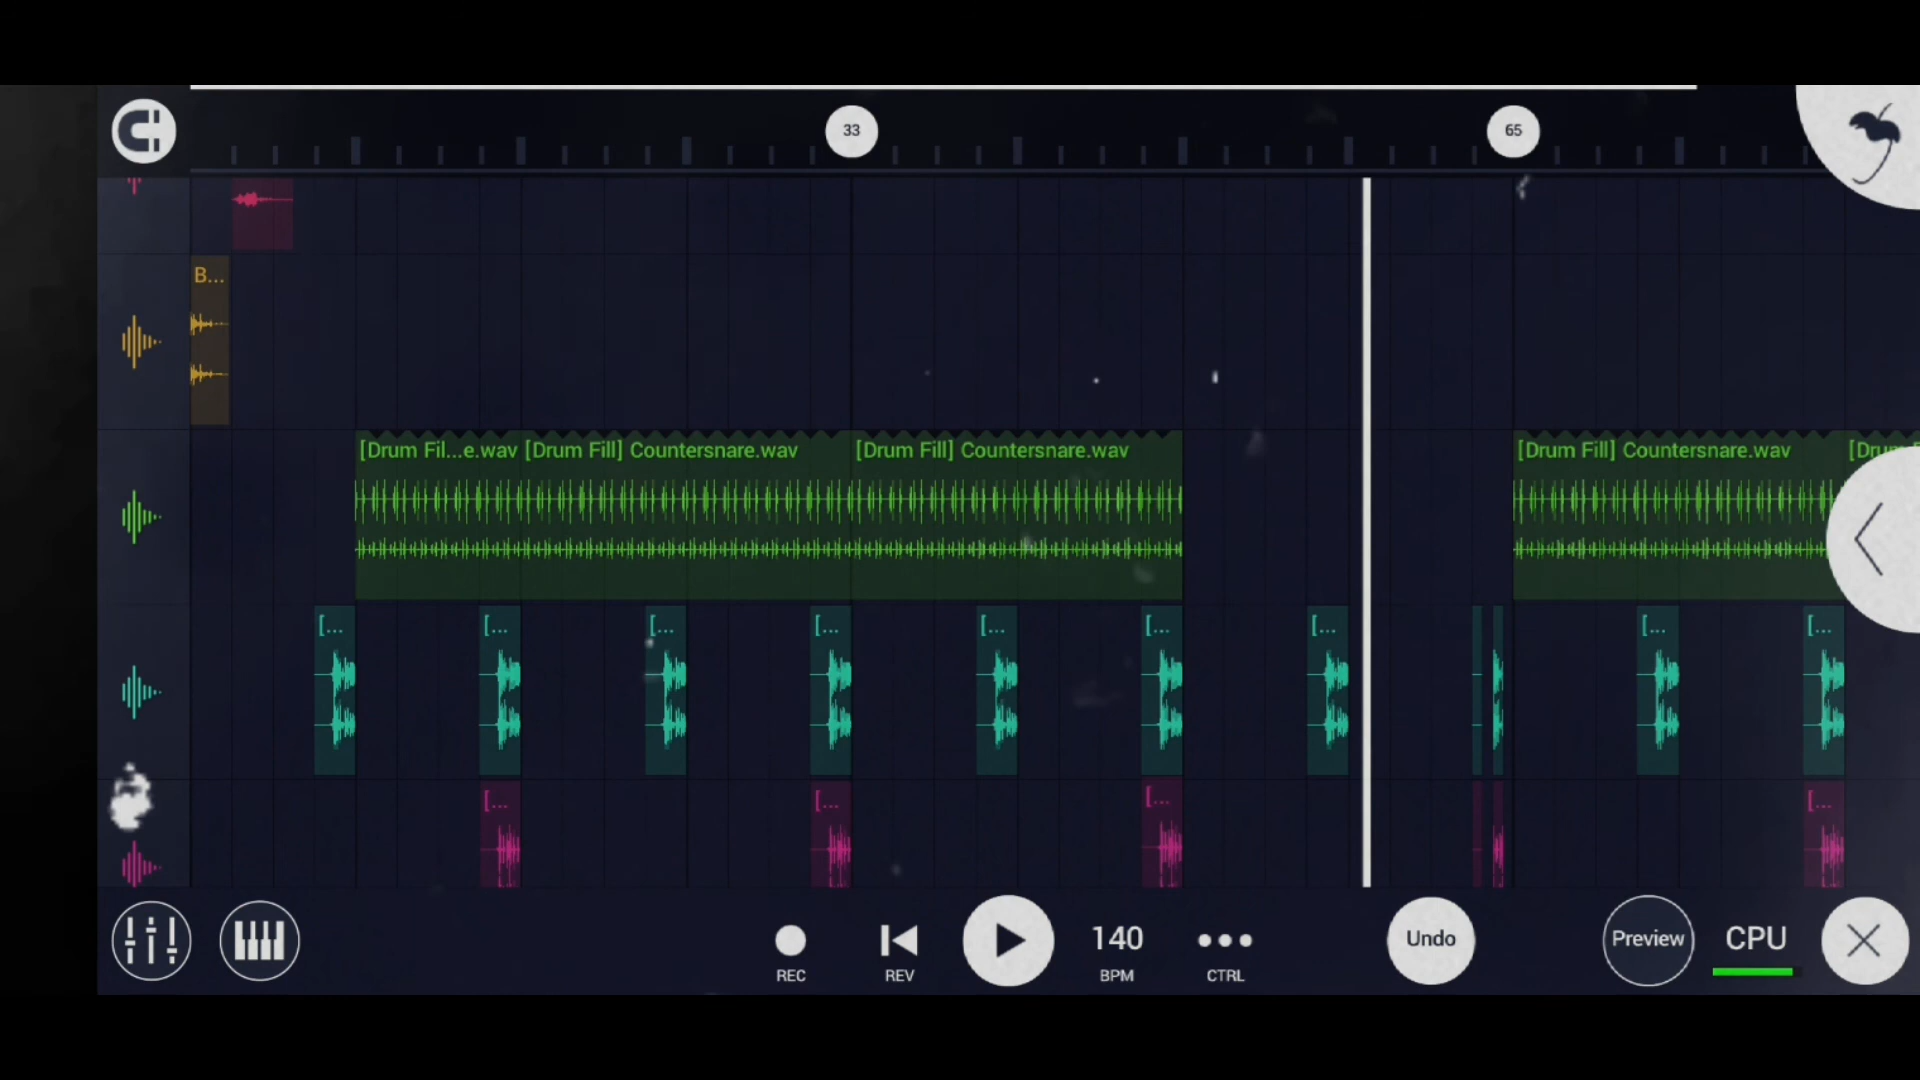 33 65
B...
[Drum Fil...e.wav [Drum Fill] Countersnare.wav [Drum Fill] Countersnare.wav [Drum Fill] Countersnare.wav [Dru
[... [... [... [... [... [... [... [... [...
[... [... [... [...
REC REV 140 BPM CTRL Undo Preview CPU